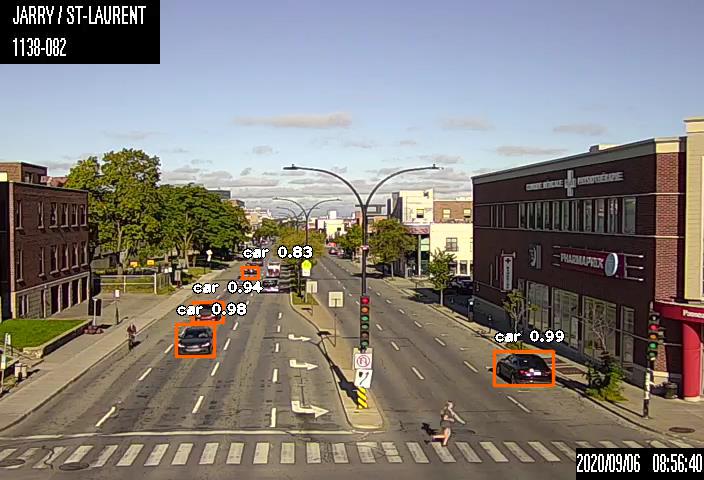 JARRY / ST-LAURENT
1138-082
car 0.83
car 0.94
car 0.98
car 0.99
PHARMAPRIX
2020/09/06 08:56:40